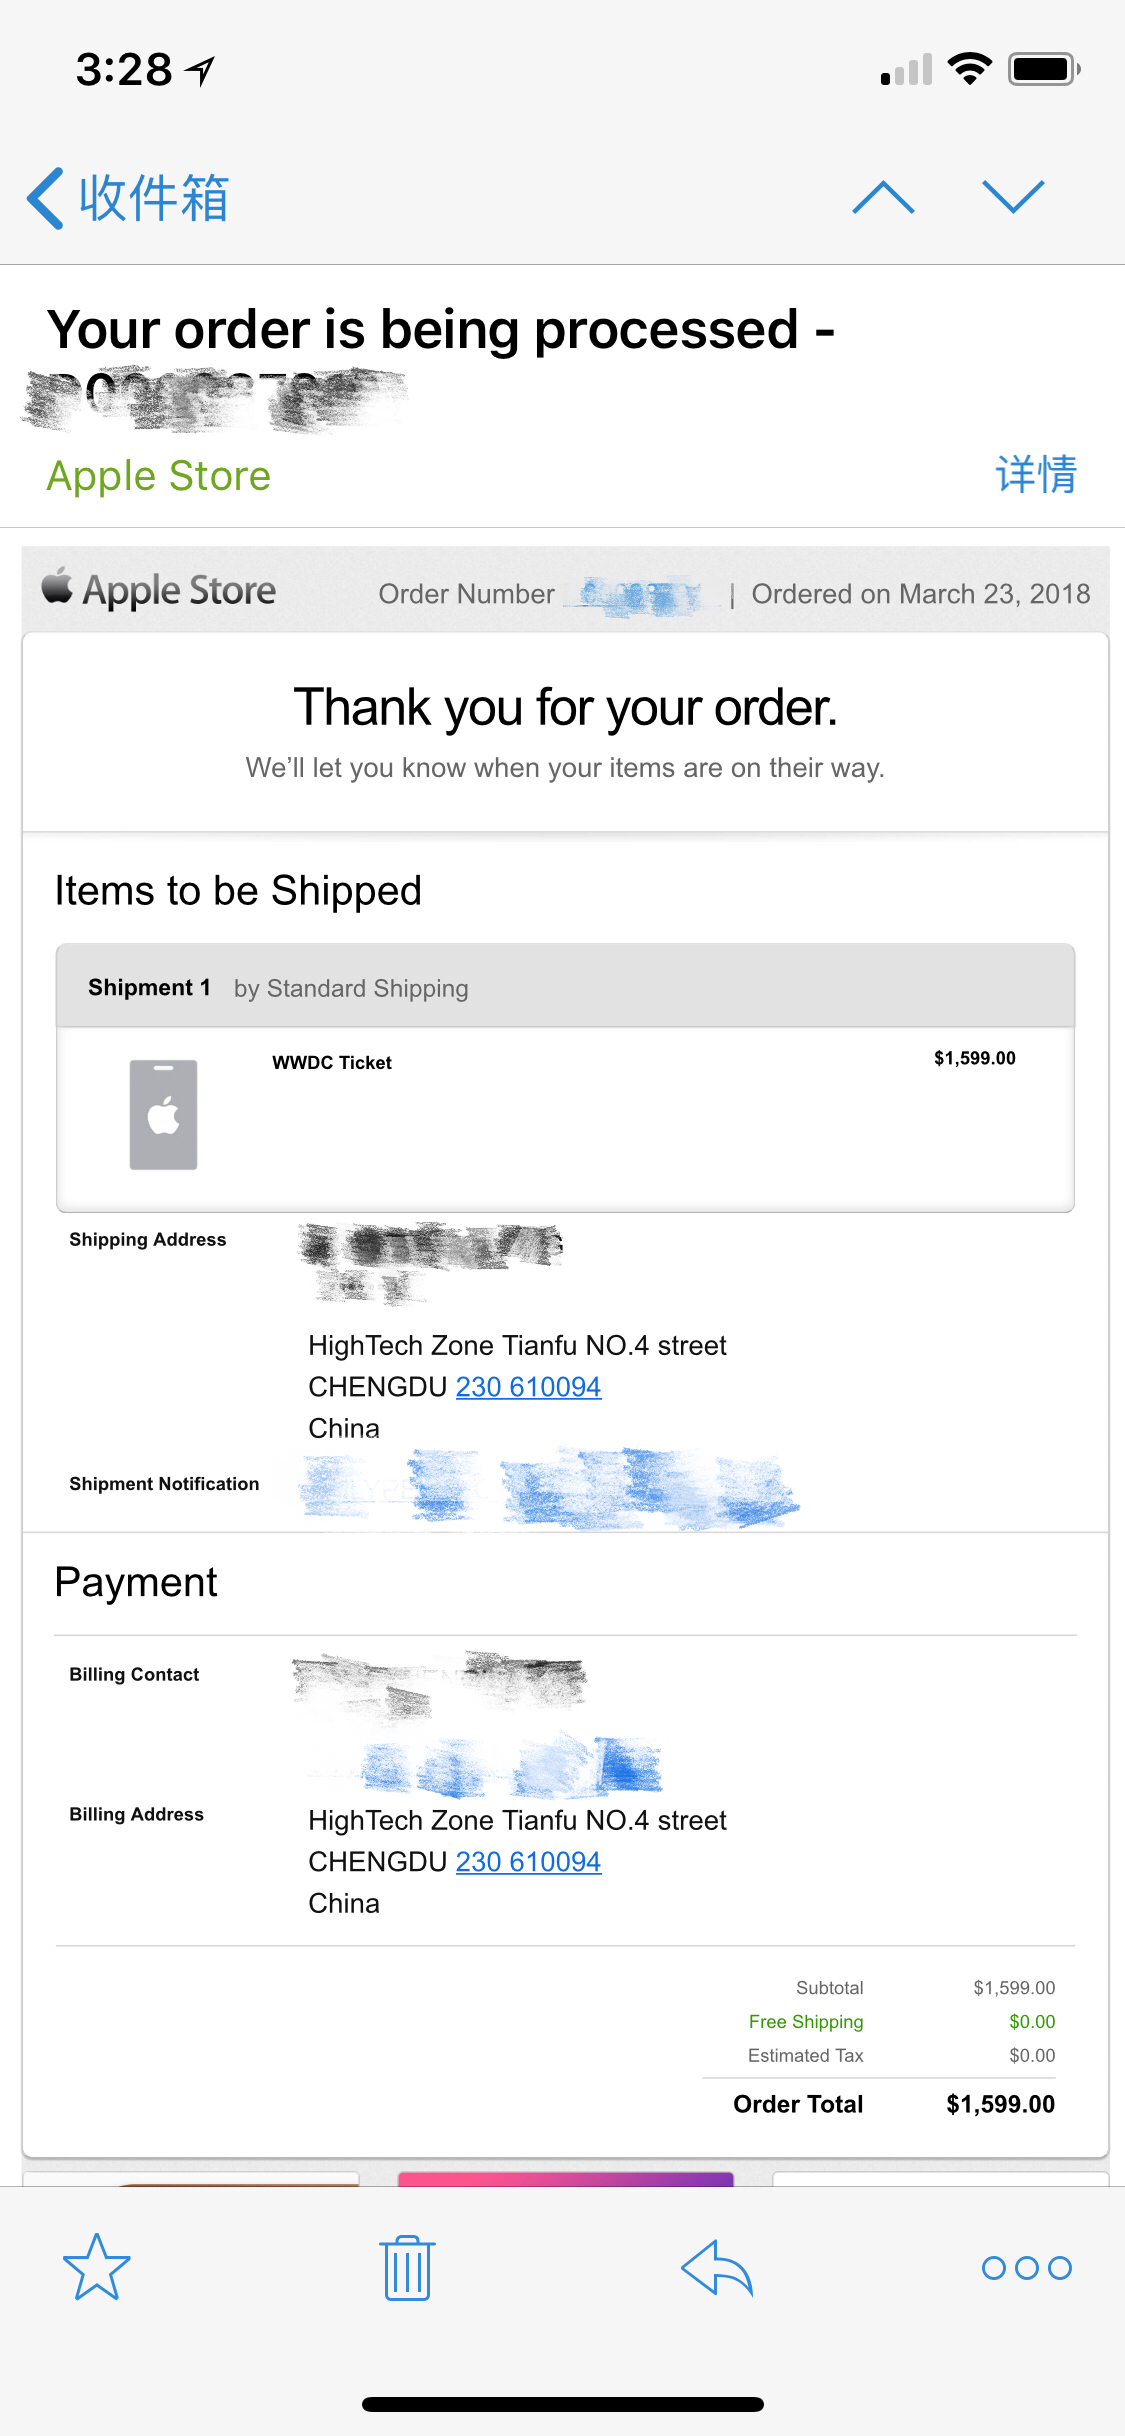 3:28
收件箱
Your order is being processed -
Apple Store
详情
Apple Store Order Number | Ordered on March 23, 2018
Thank you for your order.
We'll let you know when your items are on their way.
Items to be Shipped
Shipment 1 by Standard Shipping
WWDC Ticket $1,599.00
Shipping Address
HighTech Zone Tianfu NO.4 street
CHENGDU 230 610094
China
Shipment Notification
Payment
Billing Contact
Billing Address
HighTech Zone Tianfu NO.4 street
CHENGDU 230 610094
China
Subtotal $1,599.00
Free Shipping $0.00
Estimated Tax $0.00
Order Total $1,599.00